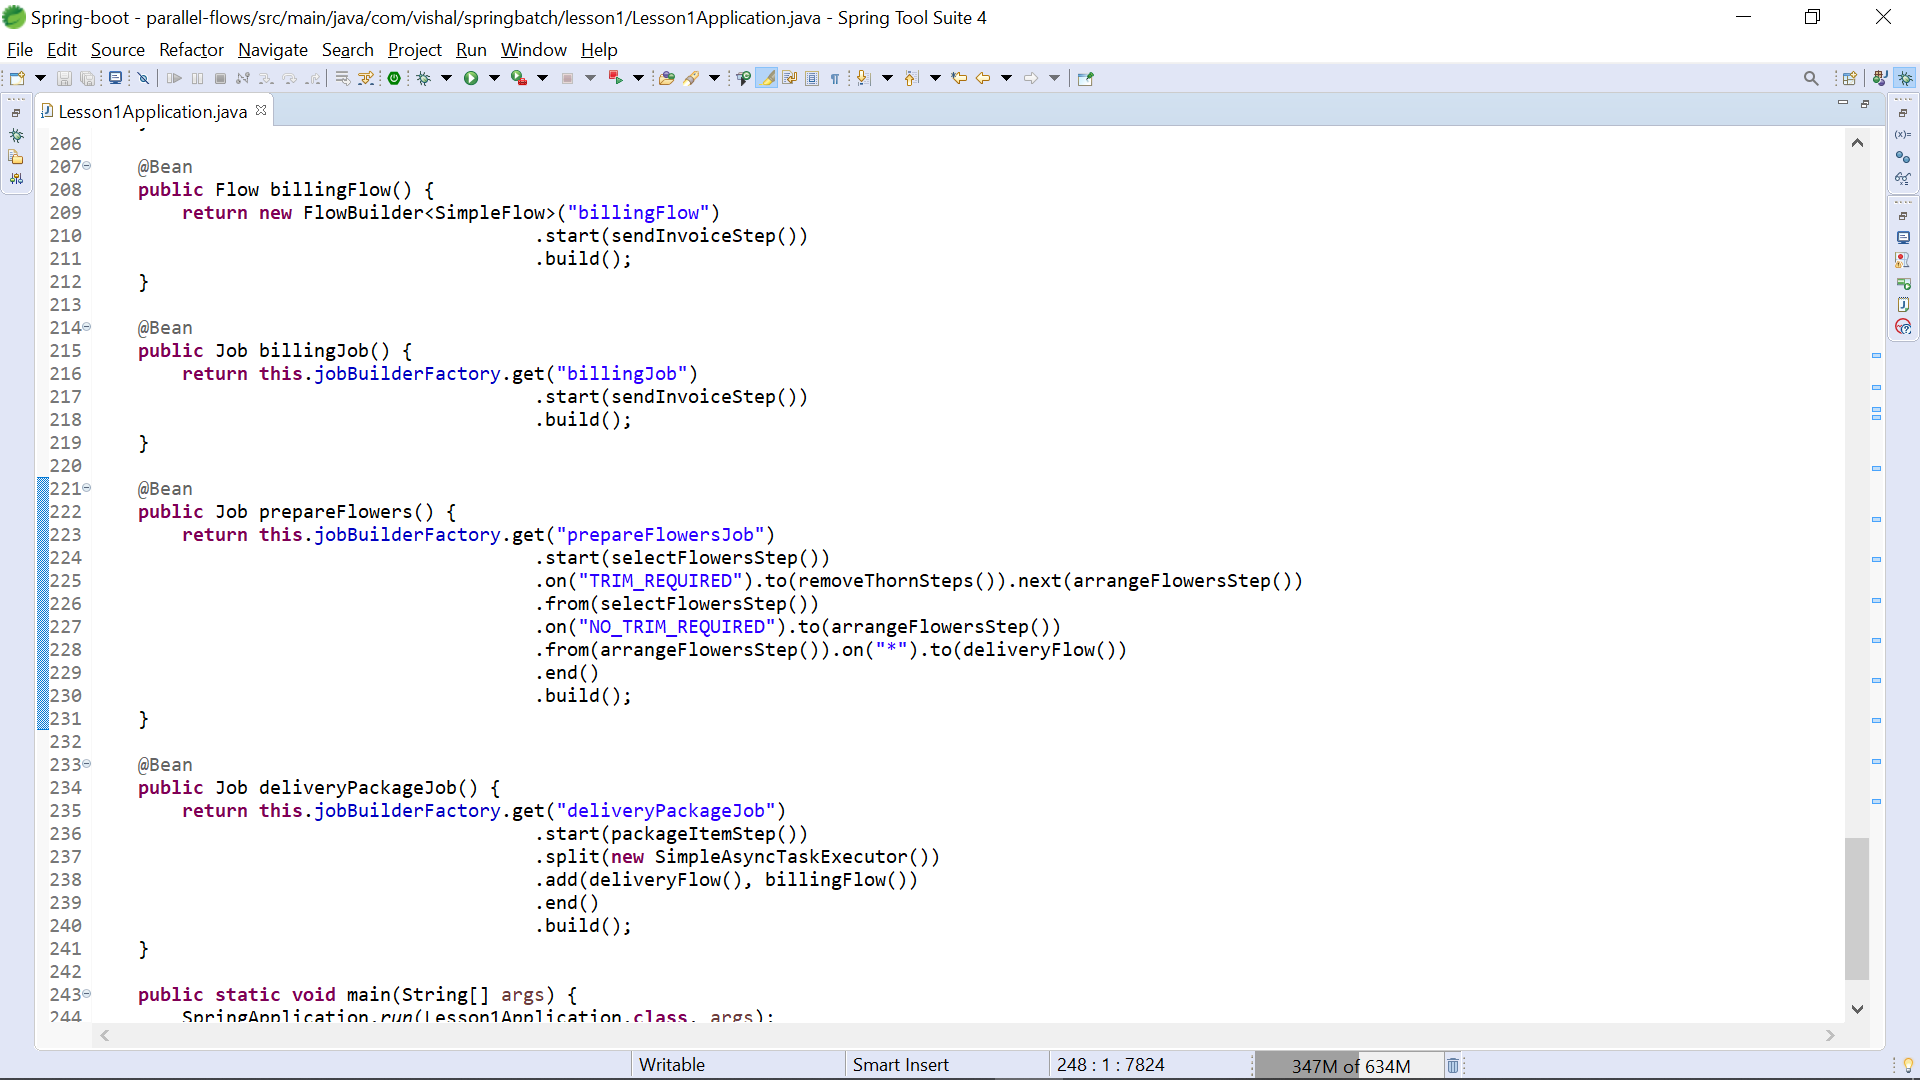 Spring-boot - parallel-flows/src/main/java/com/vishal/springbatch/lesson1/Lesson1Application.java - Spring Tool Suite 4
File Edit Source Refactor Navigate Search Project Run Window Help
Lesson1Application.java
206
207 @Bean
208 public Flow billingFlow() {
209 return new FlowBuilder<SimpleFlow>("billingFlow")
210 .start(sendInvoiceStep())
211 .build();
212 }
213
214 @Bean
215 public Job billingJob() {
216 return this.jobBuilderFactory.get("billingJob")
217 .start(sendInvoiceStep())
218 .build();
219 }
220
221 @Bean
222 public Job prepareFlowers() {
223 return this.jobBuilderFactory.get("prepareFlowersJob")
224 .start(selectFlowersStep())
225 .on("TRIM_REQUIRED").to(removeThornSteps()).next(arrangeFlowersStep())
226 .from(selectFlowersStep())
227 .on("NO_TRIM_REQUIRED").to(arrangeFlowersStep())
228 .from(arrangeFlowersStep()).on("*").to(deliveryFlow())
229 .end()
230 .build();
231 }
232
233 @Bean
234 public Job deliveryPackageJob() {
235 return this.jobBuilderFactory.get("deliveryPackageJob")
236 .start(packageItemStep())
237 .split(new SimpleAsyncTaskExecutor())
238 .add(deliveryFlow(), billingFlow())
239 .end()
240 .build();
241 }
242
243 public static void main(String[] args) {
244 SpringApplication.run(Lesson1Application.class, args);
Writable Smart Insert 248 : 1 : 7824 347M of 634M